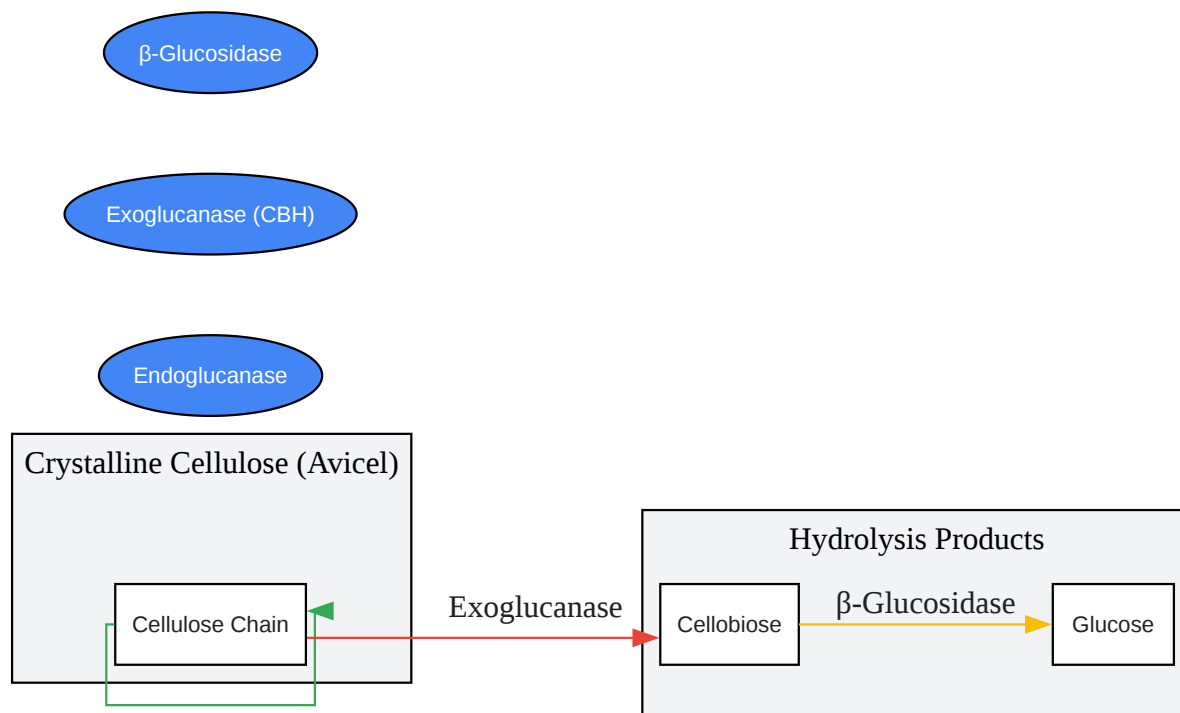 β-Glucosidase
Exoglucanase (CBH)
Endoglucanase
Crystalline Cellulose (Avicel)
Cellulose Chain
Exoglucanase
Hydrolysis Products
Cellobiose
β-Glucosidase
Glucose